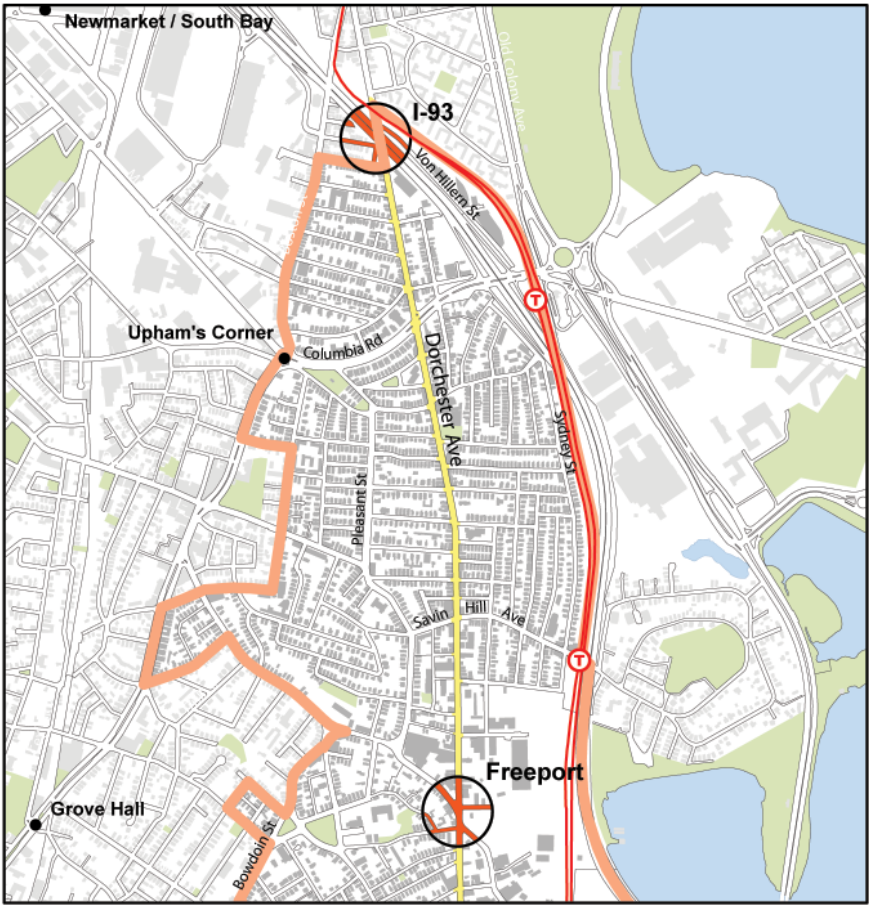 Newmarket / South Bay
Old Colony Ave
I-93
Von Hillern St
Upham's Corner
Columbia Rd
Dorchester Ave
Sydney St
Pleasant St
Savin Hill Ave
T
T
Freeport
Grove Hall
Bowdoin St